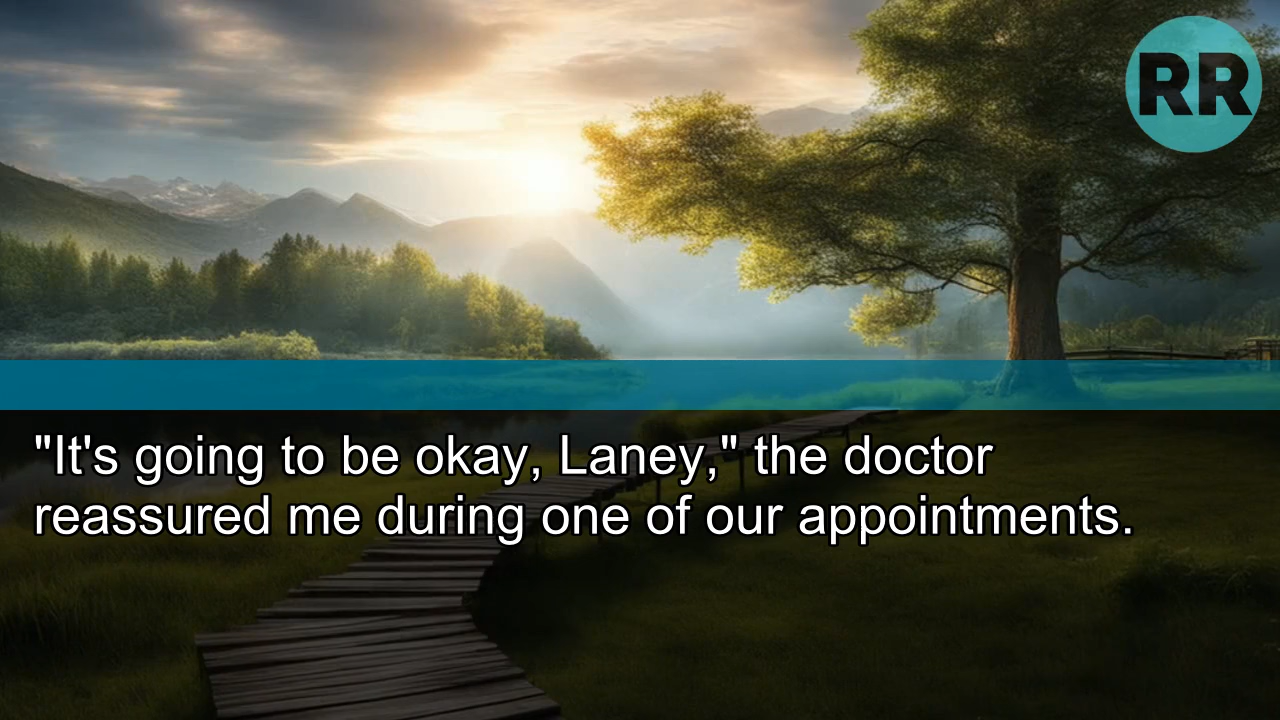 RR
"It's going to be okay, Laney," the doctor
reassured me during one of our appointments.